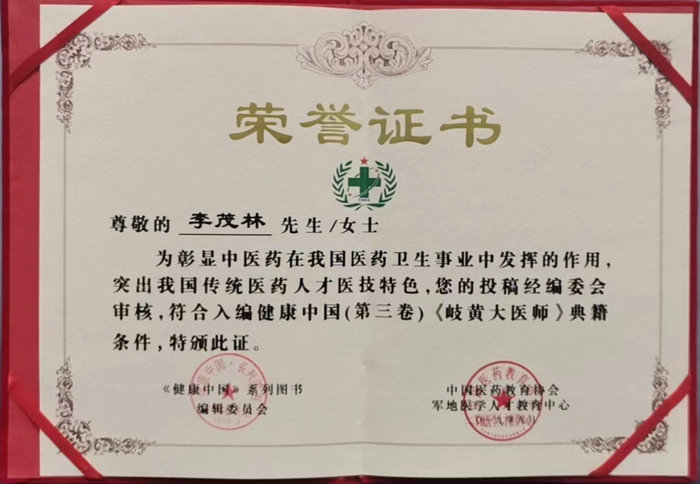 荣誉证书
尊敬的 李茂林 先生/女士
为彰显中医药在我国医药卫生事业中发挥的作用,
突出我国传统医药人才医技特色,您的投稿经编委会
审核,符合入编健康中国(第三卷)《岐黄大医师》典籍
条件,特颁此证。
《健康中国》系列图书
编辑委员会
中国医药教育协会
军地医学人才教育中心